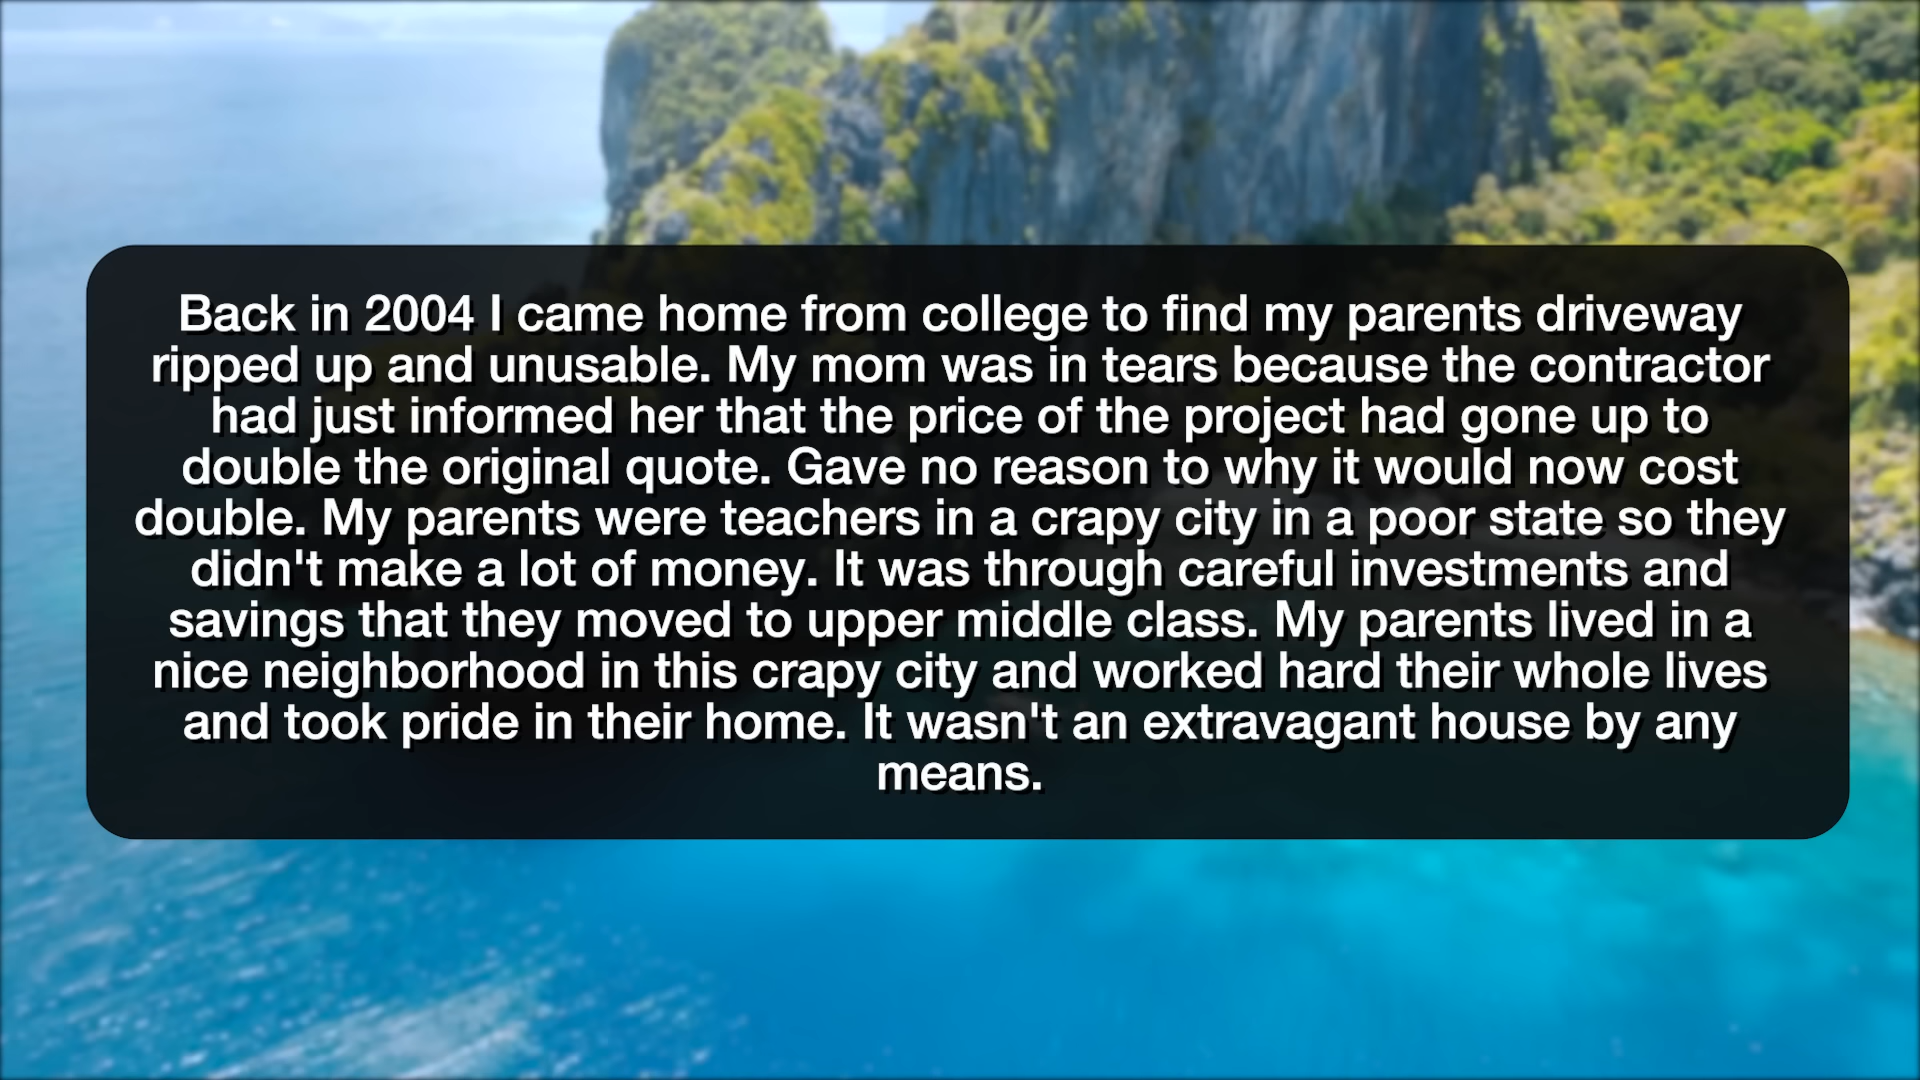 Back in 2004 I came home from college to find my parents driveway
ripped up and unusable. My mom was in tears because the contractor
had just informed her that the price of the project had gone up to
double the original quote. Gave no reason to why it would now cost
double. My parents were teachers in a crapy city in a poor state so they
didn't make a lot of money. It was through careful investments and
savings that they moved to upper middle class. My parents lived in a
nice neighborhood in this crapy city and worked hard their whole lives
and took pride in their home. It wasn't an extravagant house by any
means.